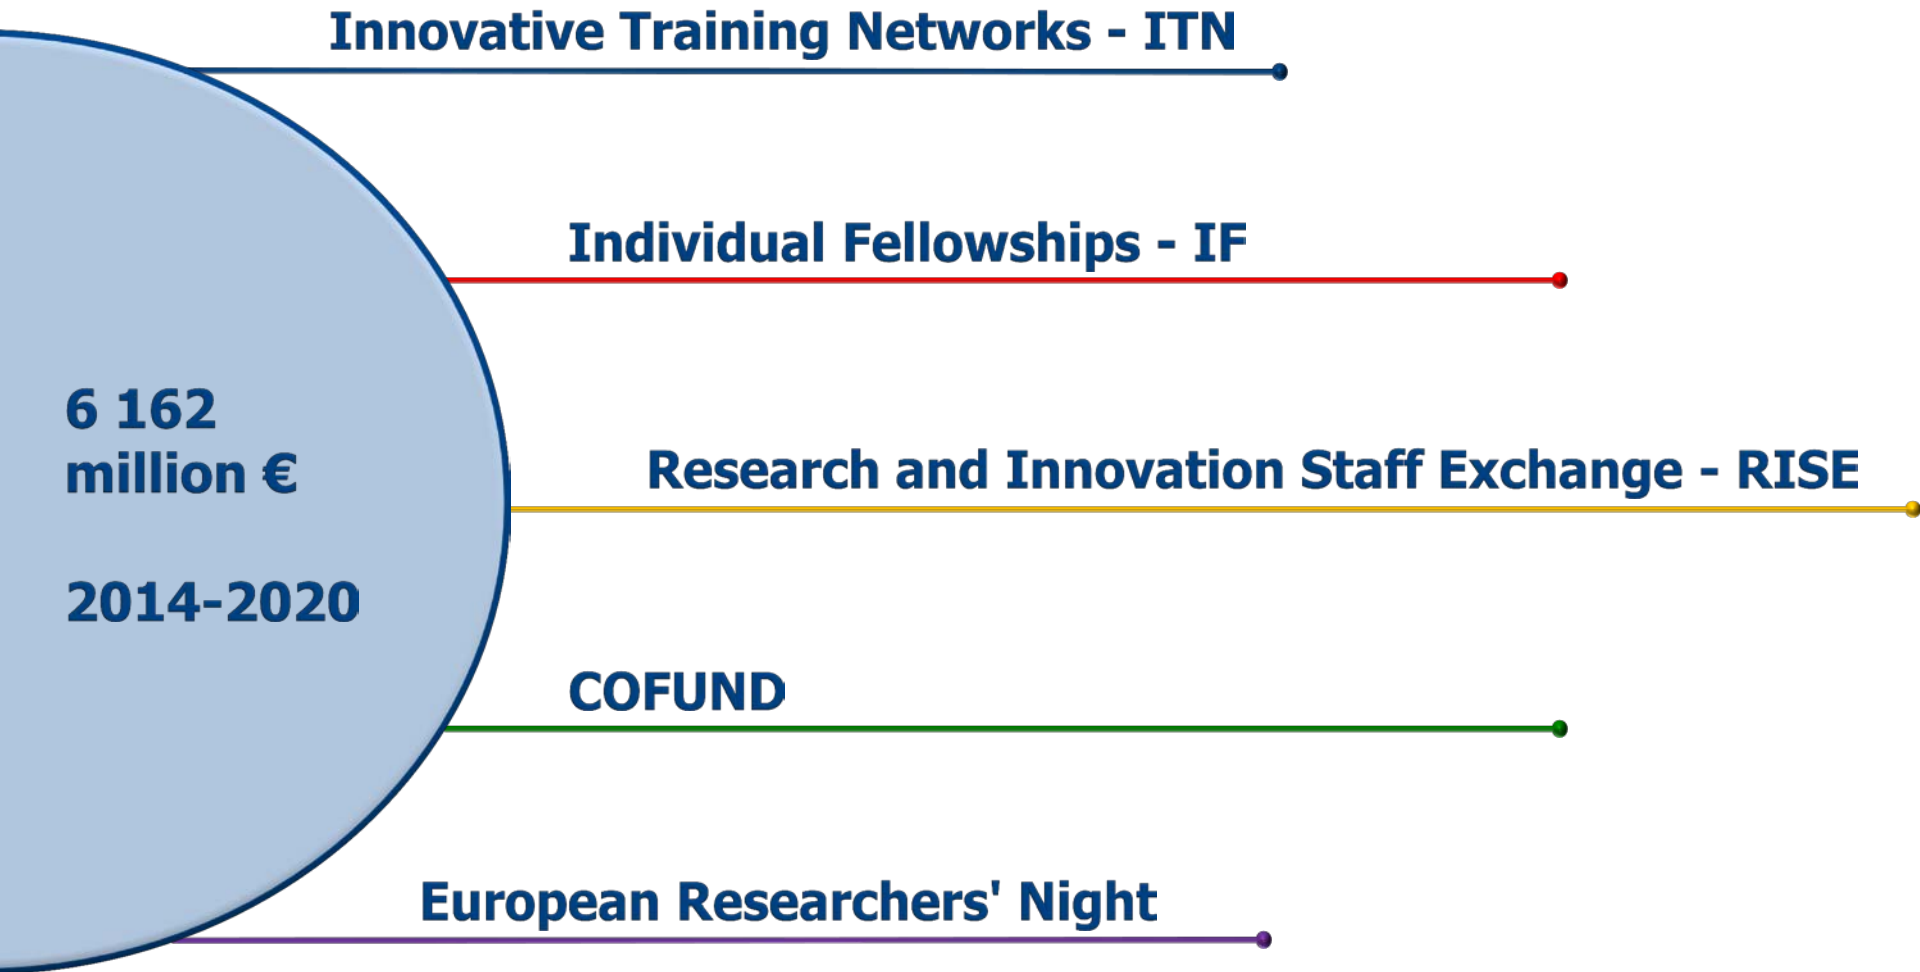 Innovative Training Networks - ITN
Individual Fellowships - IF
6 162
million €
2014-2020
Research and Innovation Staff Exchange - RISE
COFUND
European Researchers' Night